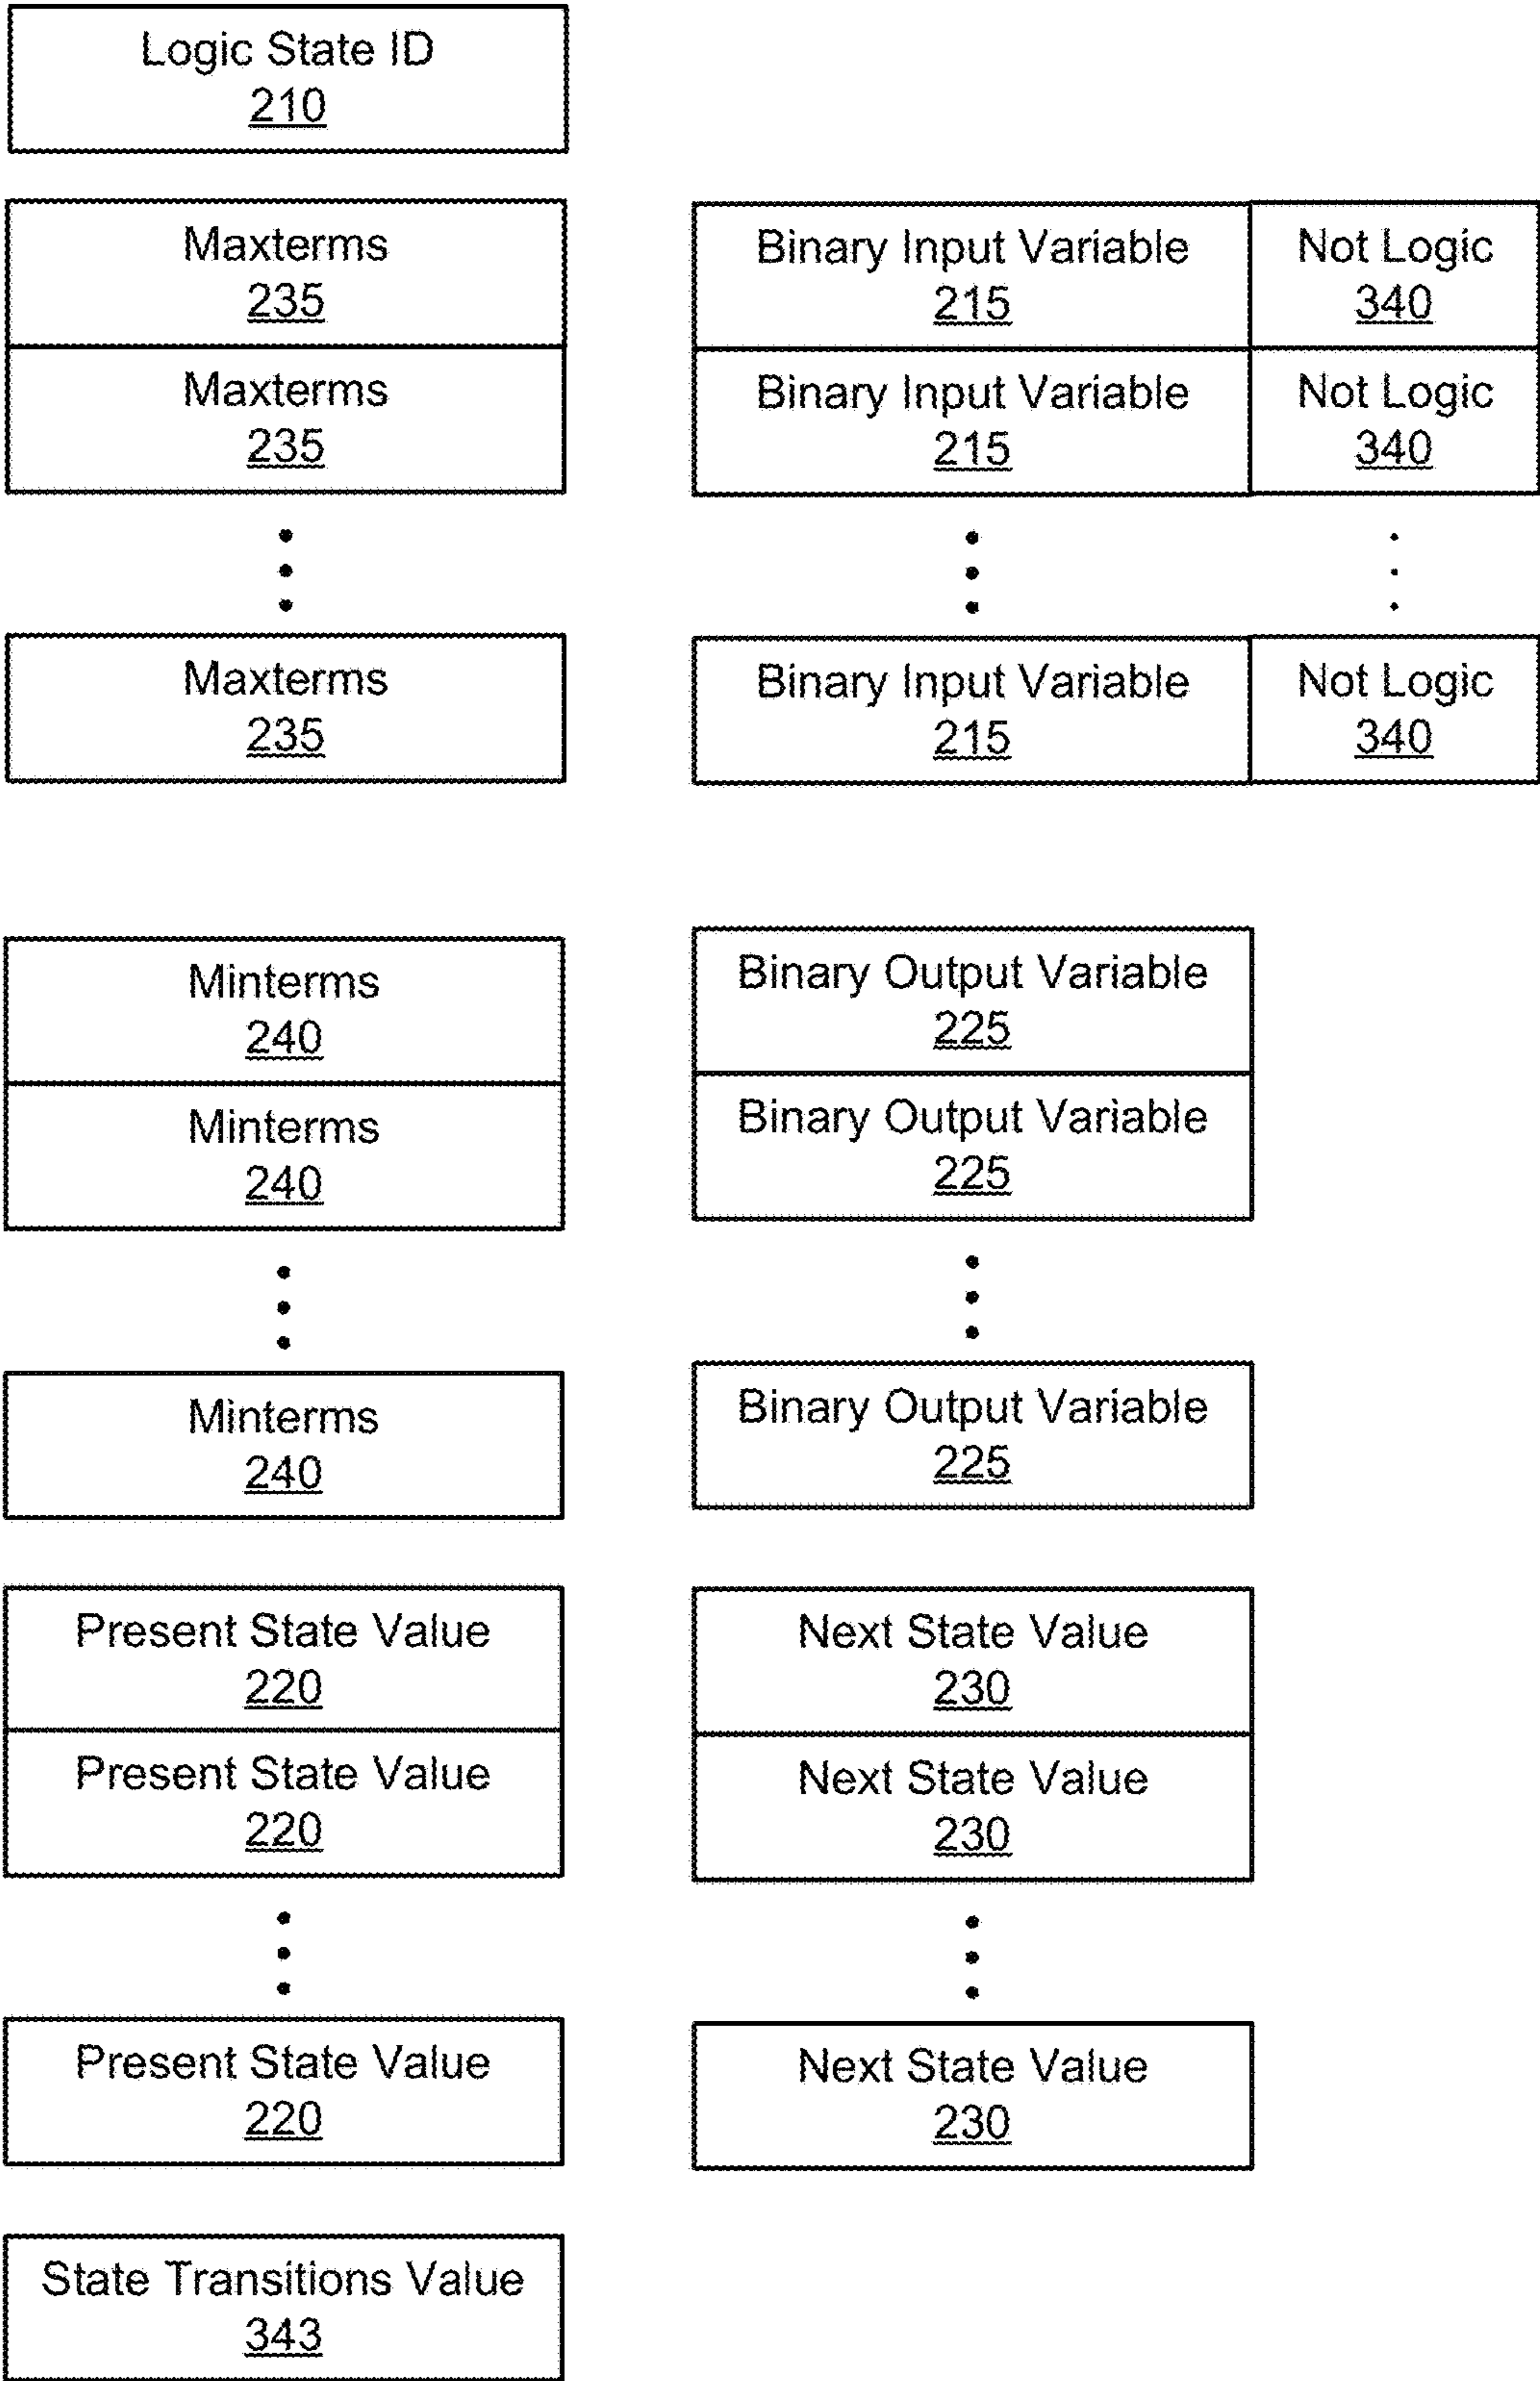 Logic State ID
210
Maxterms
235
Maxterms
235
Maxterms
235
Binary Input Variable
215
Not Logic
340
Binary Input Variable
215
Not Logic
340
Binary Input Variable
215
Not Logic
340
Minterms
240
Minterms
240
Minterms
240
Binary Output Variable
225
Binary Output Variable
225
Binary Output Variable
225
Present State Value
220
Present State Value
220
Present State Value
220
Next State Value
230
Next State Value
230
Next State Value
230
State Transitions Value
343